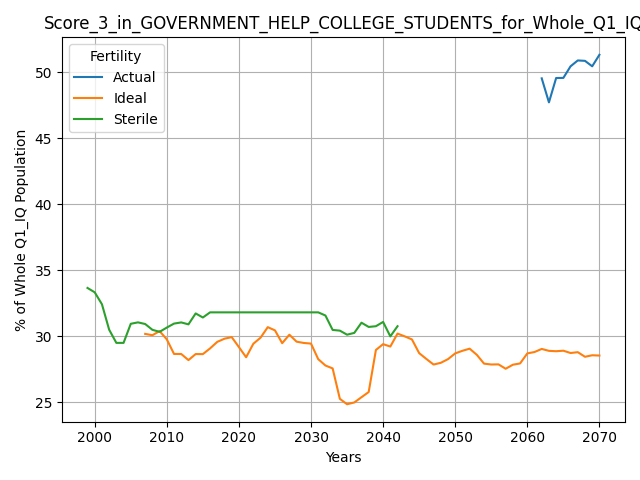 Score_3_in_GOVERNMENT_HELP_COLLEGE_STUDENTS_for_Whole_Q1_IQ
Fertility
Actual
Ideal
Sterile
% of Whole Q1_IQ Population
50
45
40
35
30
25
2000 2010 2020 2030 2040 2050 2060 2070
Years